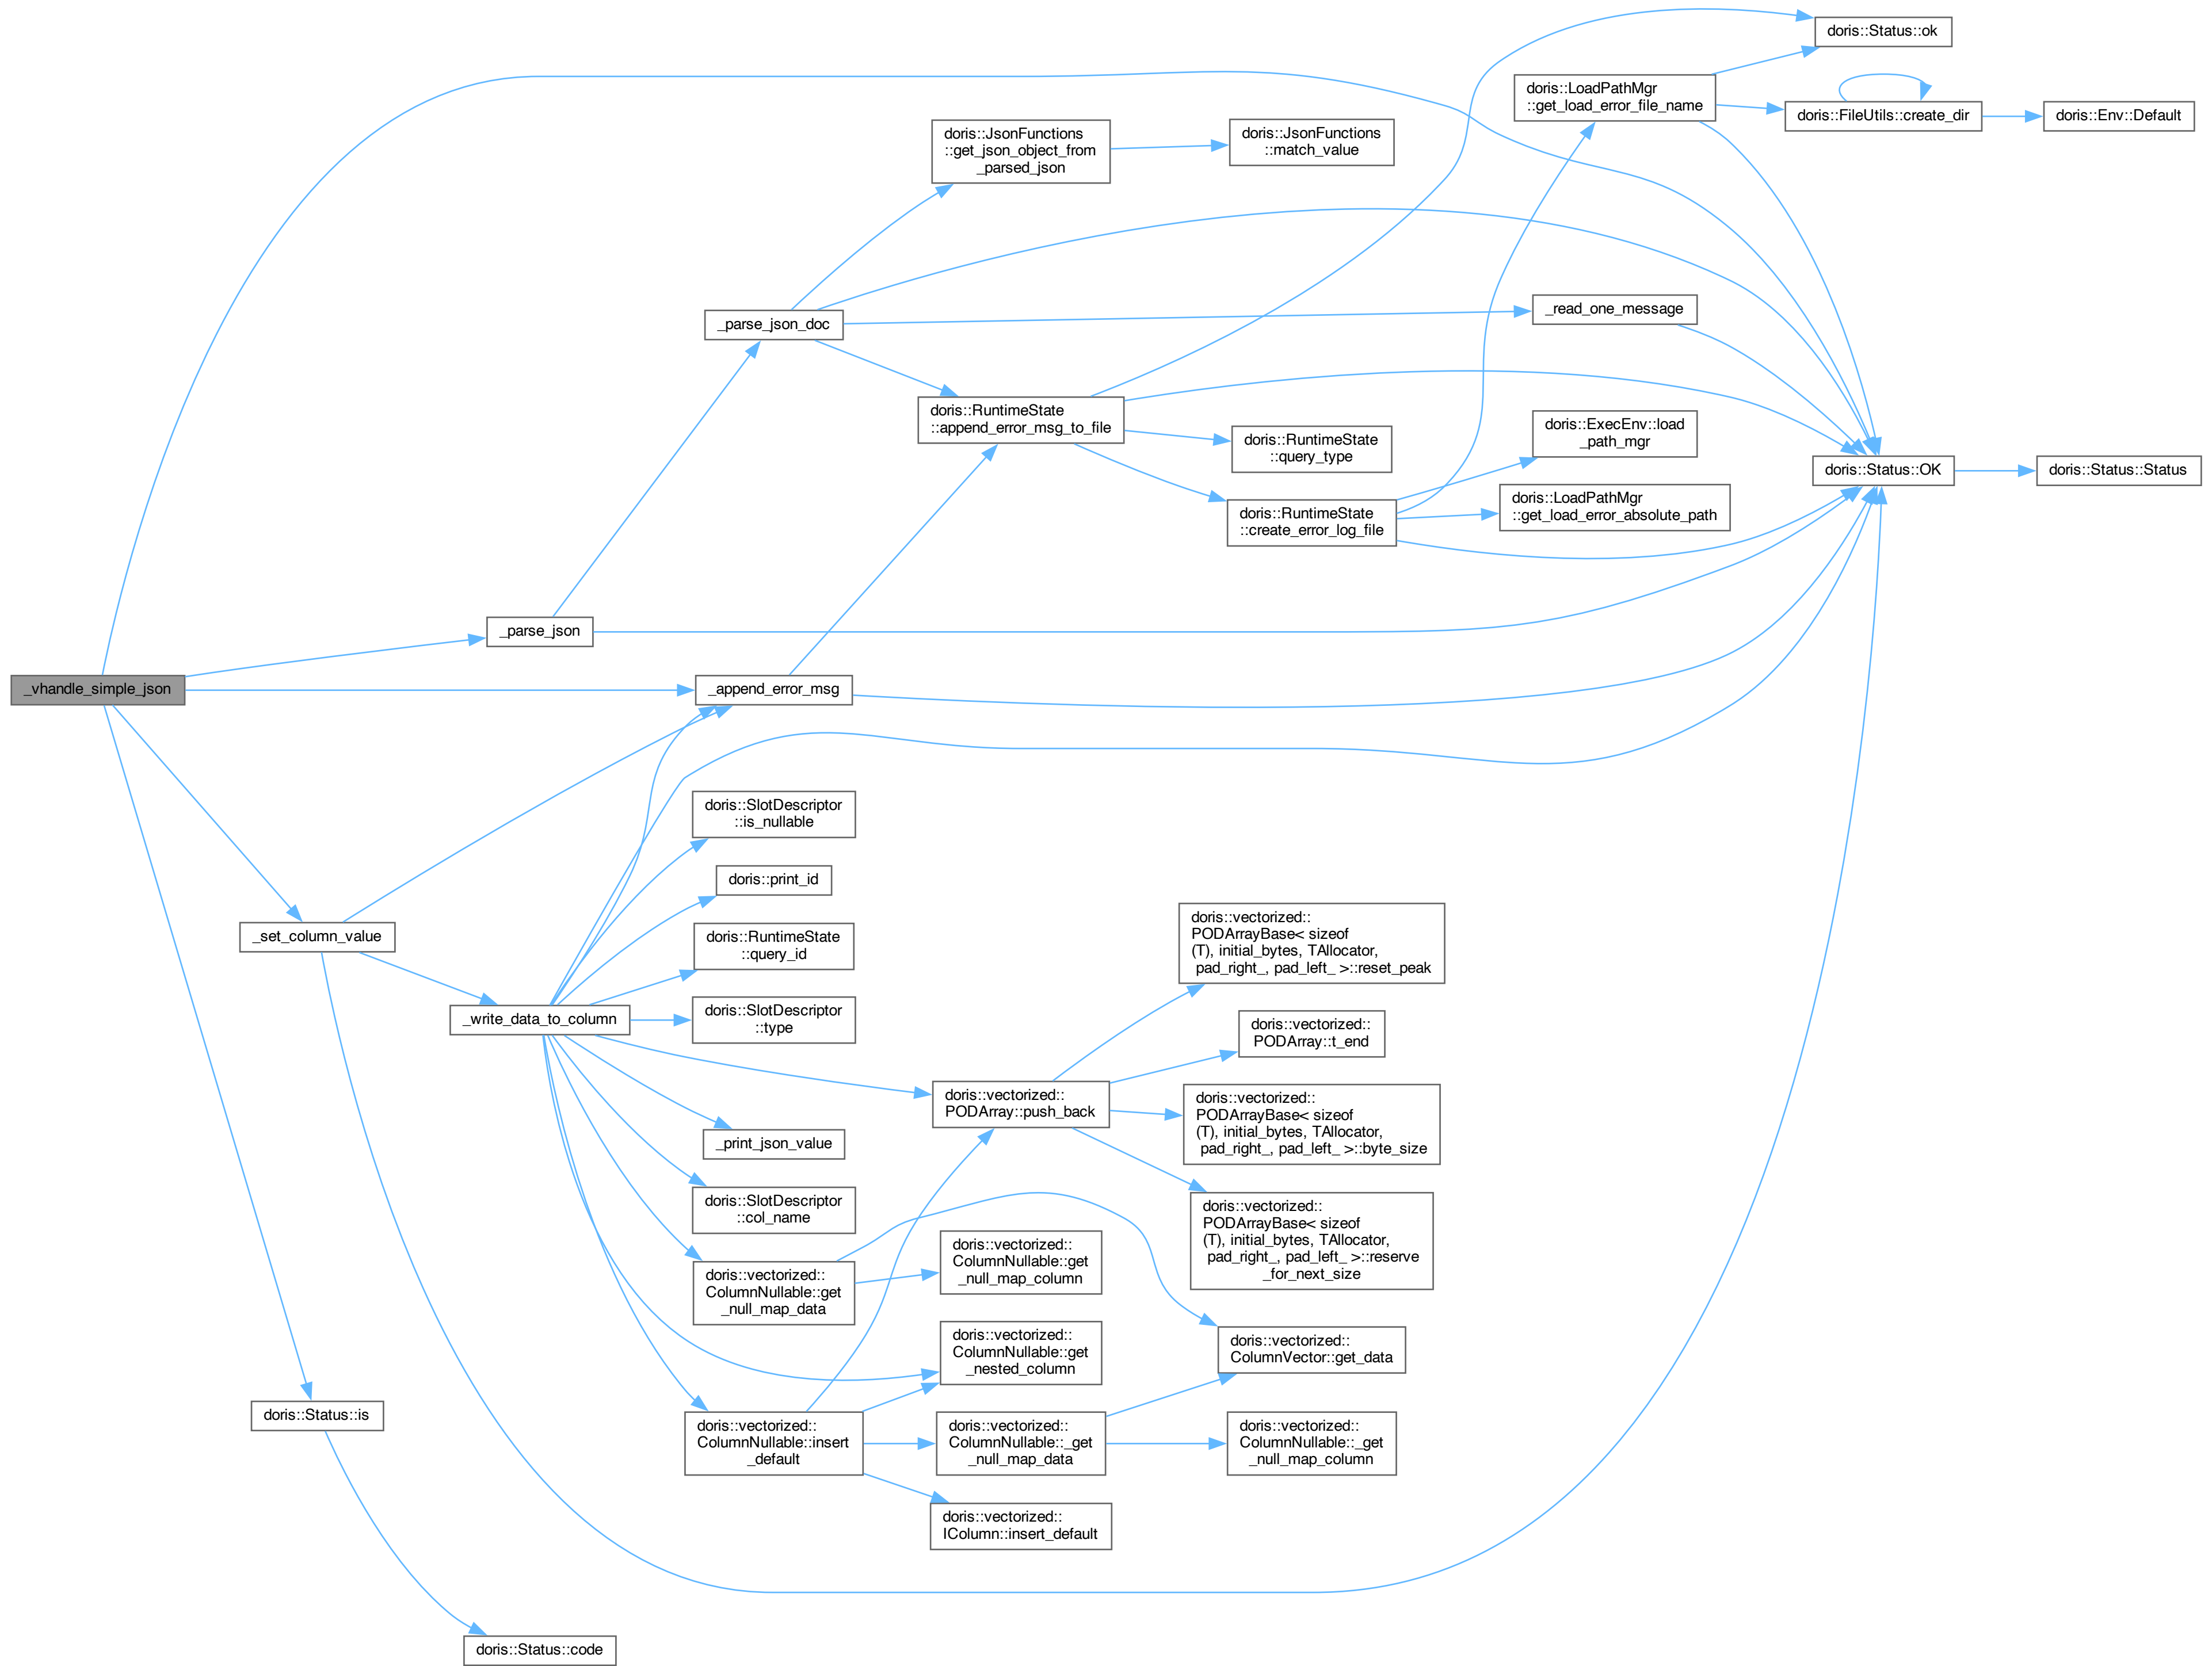 doris::Status::ok
doris::LoadPathMgr
::get_load_error_file_name
doris::FileUtils::create_dir
doris::Env::Default
doris::JsonFunctions
::get_json_object_from
_parsed_json
doris::JsonFunctions
::match_value
_parse_json_doc
_read_one_message
doris::RuntimeState
::append_error_msg_to_file
doris::RuntimeState
::query_type
doris::ExecEnv::load
_path_mgr
doris::Status::OK
doris::Status::Status
doris::RuntimeState
::create_error_log_file
doris::LoadPathMgr
::get_load_error_absolute_path
_parse_json
_vhandle_simple_json
_append_error_msg
doris::SlotDescriptor
::is_nullable
doris::print_id
_set_column_value
doris::RuntimeState
::query_id
doris::vectorized::
PODArrayBase< sizeof
(T), initial_bytes, TAllocator,
pad_right_, pad_left_ >::reset_peak
_write_data_to_column
doris::SlotDescriptor
::type
doris::vectorized::
PODArray::t_end
doris::vectorized::
PODArray::push_back
doris::vectorized::
PODArrayBase< sizeof
(T), initial_bytes, TAllocator,
pad_right_, pad_left_ >::byte_size
_print_json_value
doris::SlotDescriptor
::col_name
doris::vectorized::
PODArrayBase< sizeof
(T), initial_bytes, TAllocator,
pad_right_, pad_left_ >::reserve
_for_next_size
doris::vectorized::
ColumnNullable::get
_null_map_data
doris::vectorized::
ColumnNullable::get
_null_map_column
doris::vectorized::
ColumnNullable::get
_nested_column
doris::vectorized::
ColumnVector::get_data
doris::Status::is
doris::vectorized::
ColumnNullable::insert
_default
doris::vectorized::
ColumnNullable::_get
_null_map_data
doris::vectorized::
ColumnNullable::_get
_null_map_column
doris::vectorized::
IColumn::insert_default
doris::Status::code